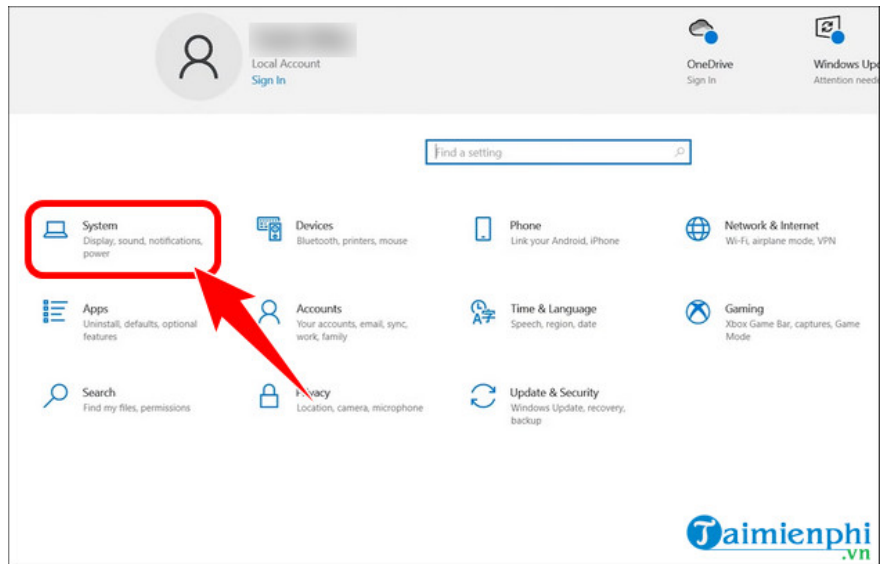 Local Account
Sign In
OneDrive
Sign In
Windows Upd
Attention neede
Find a setting
System
Display, sound, notifications,
power
Devices
Bluetooth, printers, mouse
Phone
Link your Android, iPhone
Network & Internet
Wi-Fi, airplane mode, VPN
Apps
Uninstall, defaults, optional
features
Accounts
Your accounts, email, sync,
work, family
Time & Language
Speech, region, date
Gaming
Xbox Game Bar, captures, Game
Mode
Search
Find my files, permissions
Privacy
Location, camera, microphone
Update & Security
Windows Update, recovery,
backup
Taimienphi
.vn